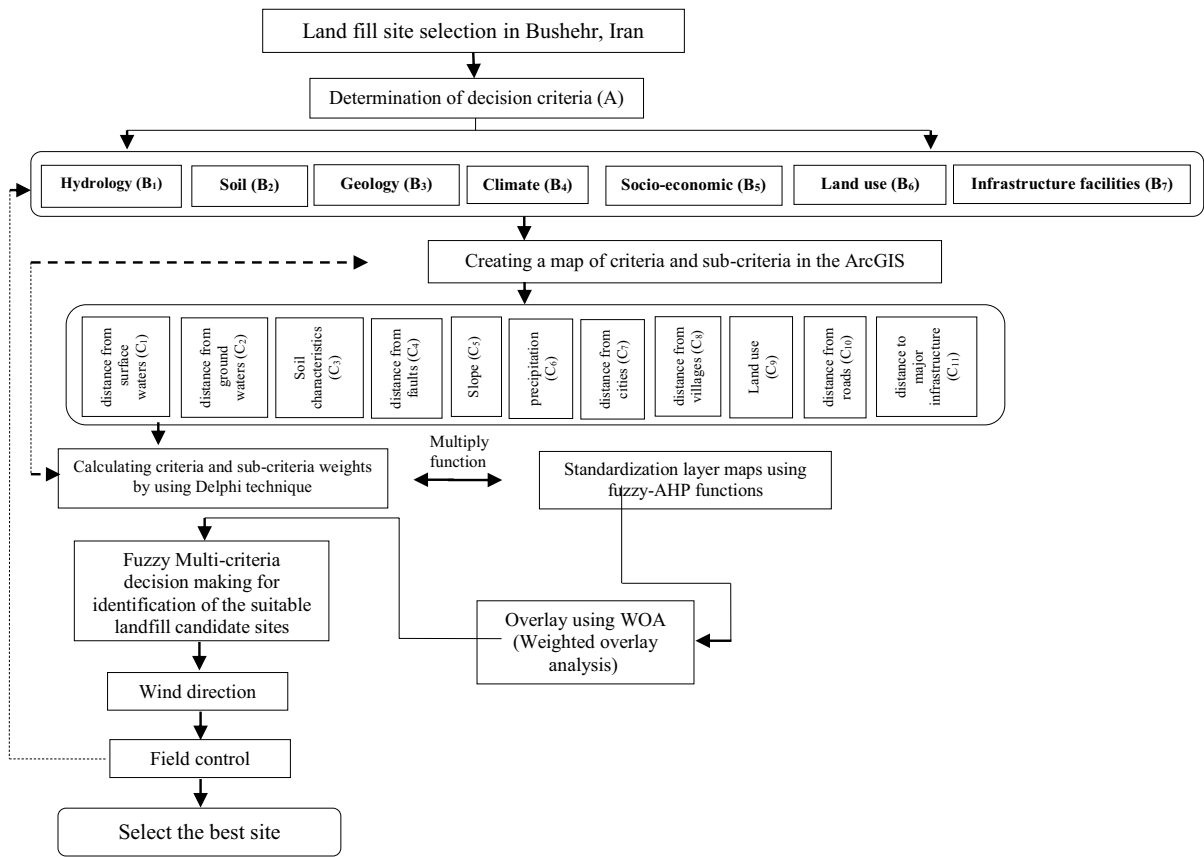 Land fill site selection in Bushehr, Iran
Determination of decision criteria (A)
Hydrology (B₁)
Soil (B₂)
Geology (B₃)
Climate (B₄)
Socio-economic (B₅)
Land use (B₆)
Infrastructure facilities (B₇)
Creating a map of criteria and sub-criteria in the ArcGIS
distance from
surface
waters (C₁)
distance from
ground
waters (C₂)
Soil
characteristics
(C₃)
distance from
faults (C₄)
Slope (C₅)
precipitation
(C₆)
distance from
cities (C₇)
distance from
villages (C₈)
Land use
(C₉)
distance from
roads (C₁₀)
distance to
major
infrastructure
(C₁₁)
Calculating criteria and sub-criteria weights
by using Delphi technique
Multiply
function
Standardization layer maps using
fuzzy-AHP functions
Fuzzy Multi-criteria
decision making for
identification of the suitable
landfill candidate sites
Overlay using WOA
(Weighted overlay
analysis)
Wind direction
Field control
Select the best site